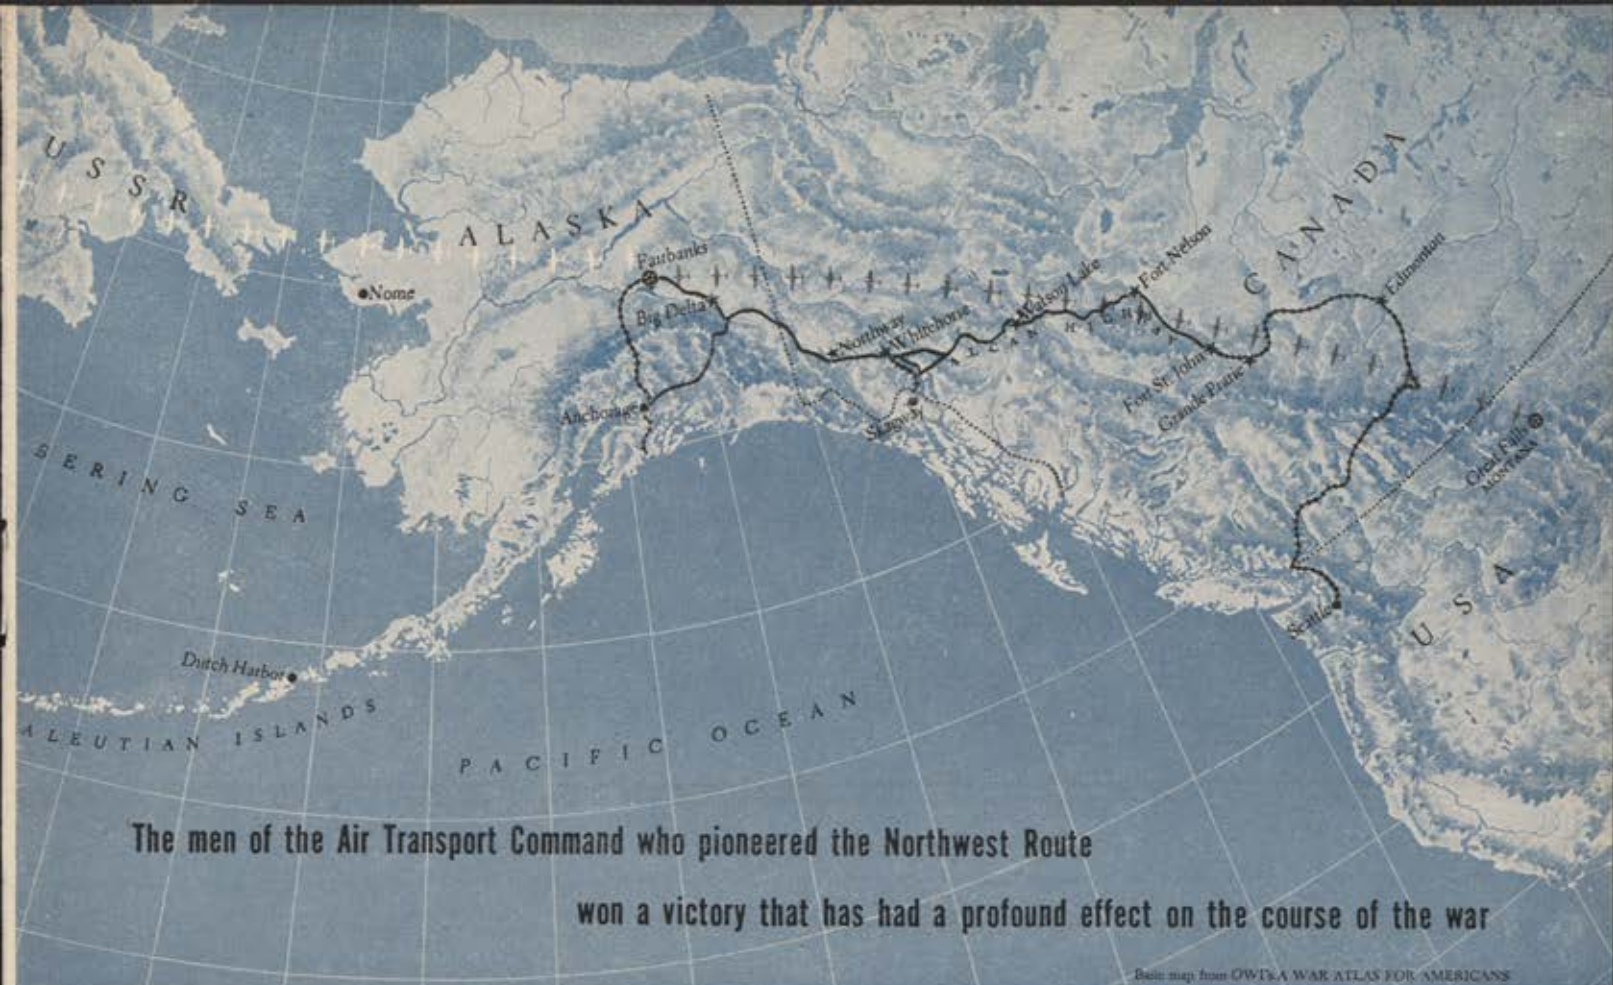 USSR
ALASKA
CANADA
Fairbanks
Nome
Big Delta
Northway
Whitehorse
Watson Lake
Fort Nelson
Edmonton
ALCAN HIGHWAY
Fort St. John
Grande Prairie
Anchorage
Skagway
Great Falls
MONTANA
BERING SEA
Seattle
USA
Dutch Harbor
ALEUTIAN ISLANDS
PACIFIC OCEAN
The men of the Air Transport Command who pioneered the Northwest Route
won a victory that has had a profound effect on the course of the war
Basic map from OWI's A WAR ATLAS FOR AMERICANS